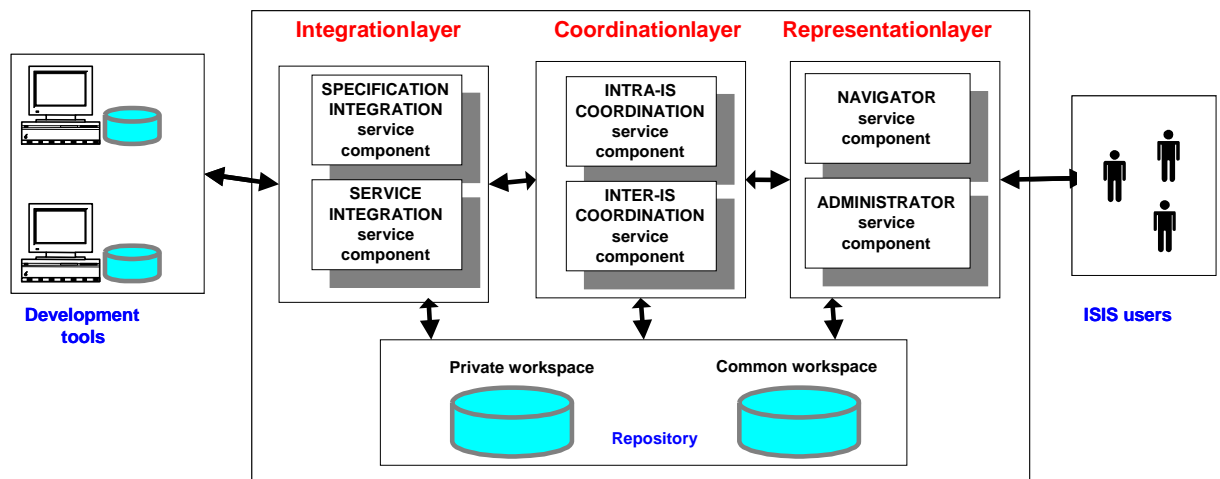 Integrationlayer
Coordinationlayer
Representationlayer
SPECIFICATION
INTEGRATION
service
component
INTRA-IS
COORDINATION
service
component
NAVIGATOR
service
component
SERVICE
INTEGRATION
service
component
INTER-IS
COORDINATION
service
component
ADMINISTRATOR
service
component
Development
tools
ISIS users
Private workspace
Common workspace
Repository